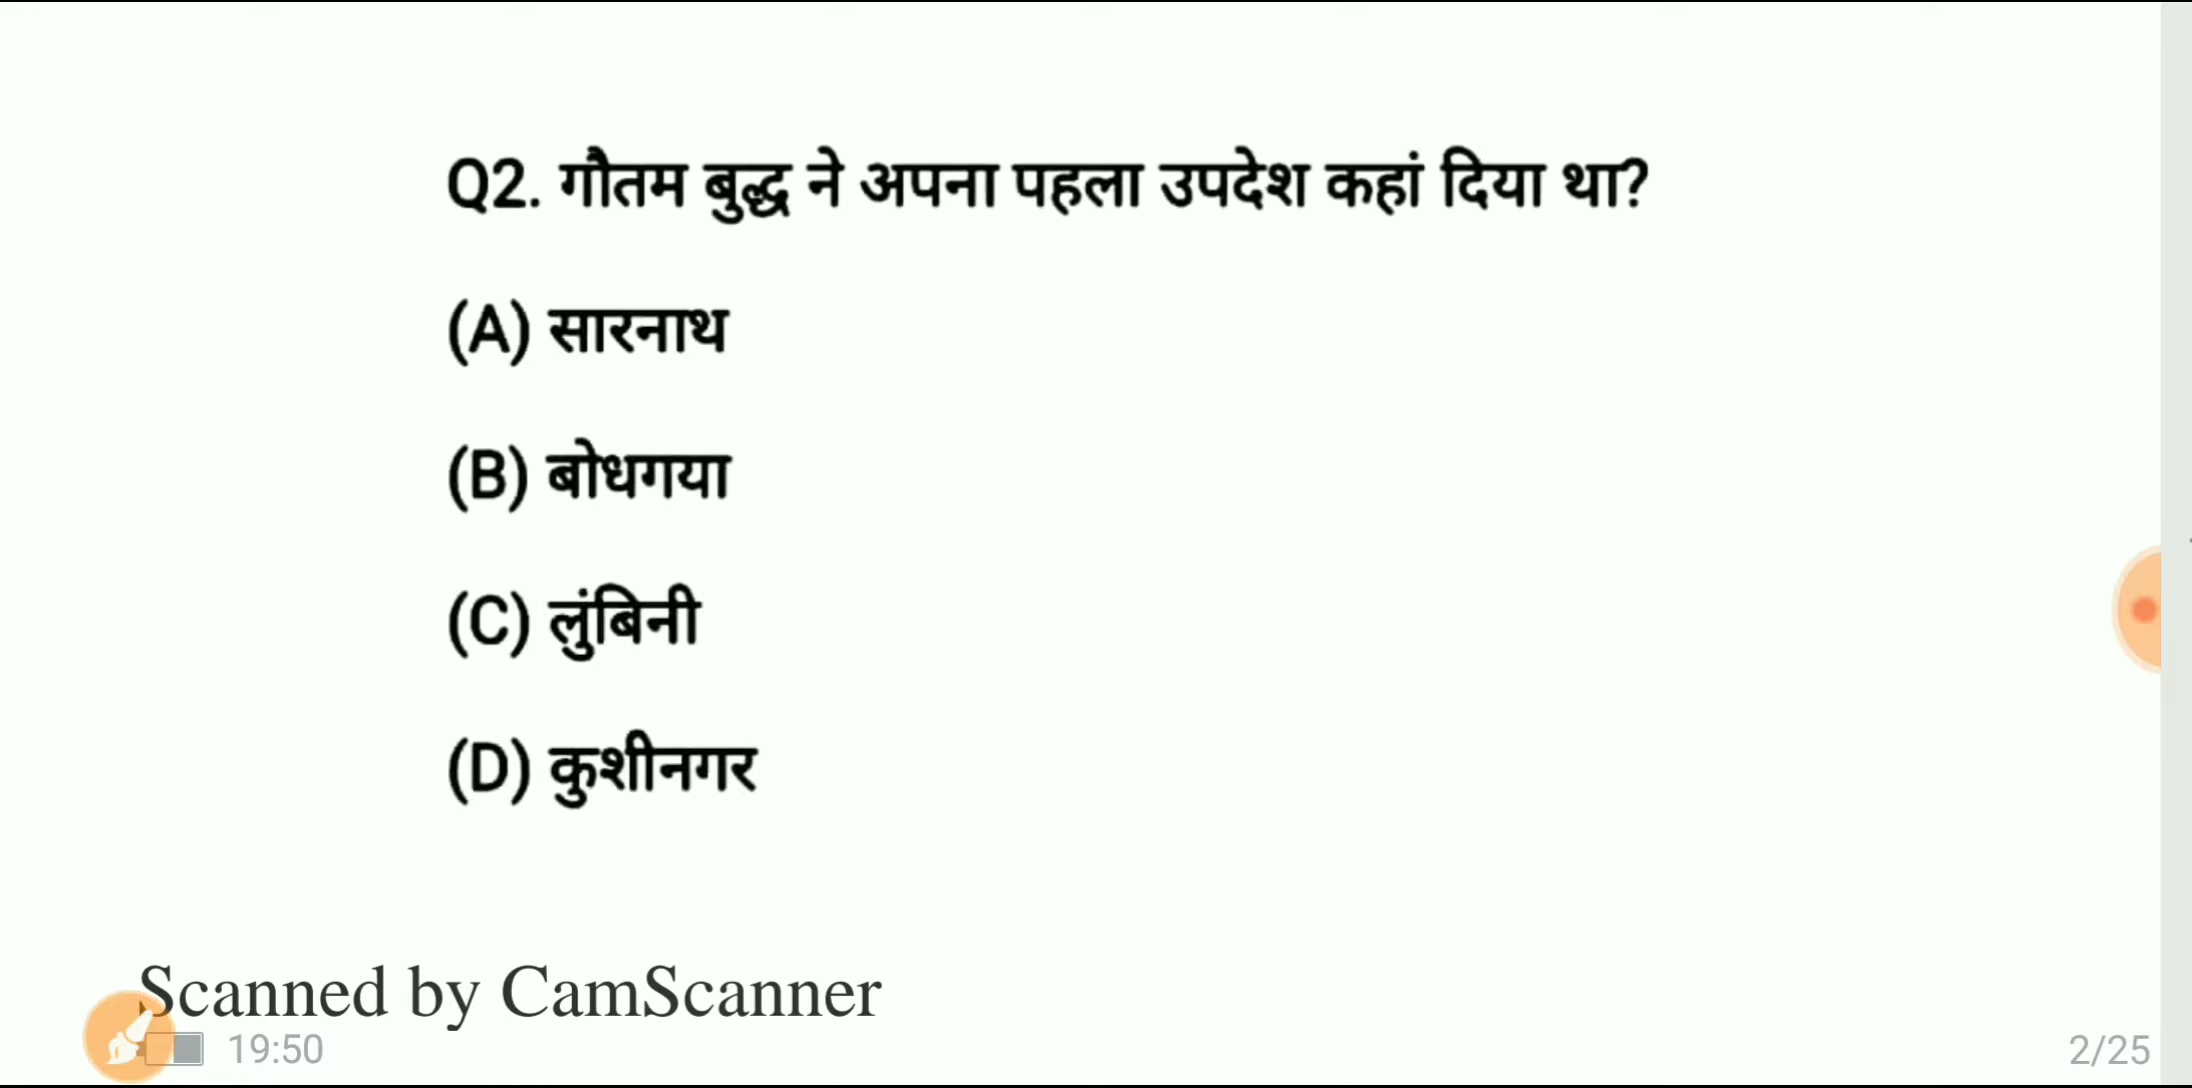 Q2. गौतम बुद्ध ने अपना पहला उपदेश कहां दिया था?
(A) सारनाथ
(B) बोधगया
(C) लुंबिनी
(D) कुशीनगर
Scanned by CamScanner
19:50
2/25